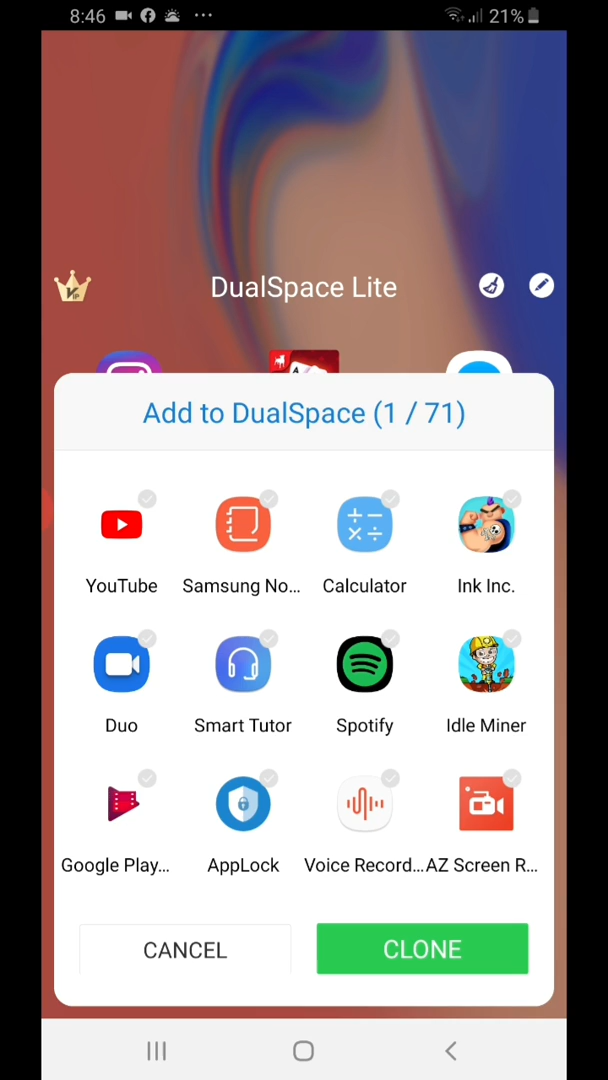 8:46
21%
VIP
DualSpace Lite
A
Add to DualSpace (1 / 71)
YouTube
Samsung No...
Calculator
Ink Inc.
Duo
Smart Tutor
Spotify
Idle Miner
Google Play...
AppLock
Voice Record...
AZ Screen R...
CANCEL
CLONE